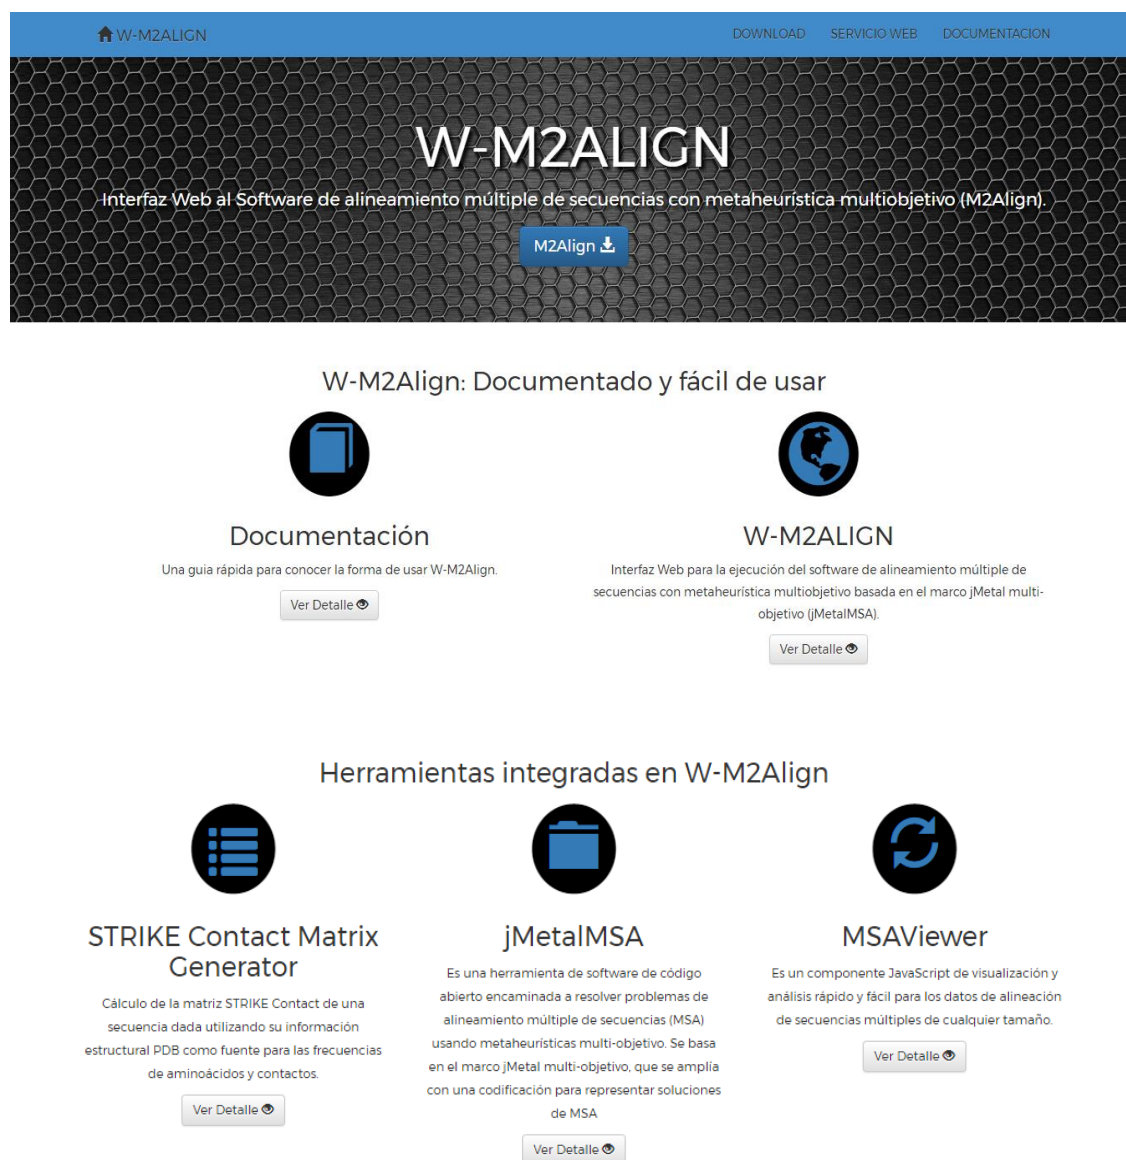 W-M2ALIGN
DOWNLOAD SERVICIO WEB DOCUMENTACION
W-M2ALIGN
Interfaz Web al Software de alineamiento múltiple de secuencias con metaheurística multiobjetivo (M2Align).
M2Align
W-M2Align: Documentado y fácil de usar
Documentación
Una guia rápida para conocer la forma de usar W-M2Align.
Ver Detalle
W-M2ALIGN
Interfaz Web para la ejecución del software de alineamiento múltiple de
secuencias con metaheurística multiobjetivo basada en el marco jMetal multi-
objetivo (jMetalMSA).
Ver Detalle
Herramientas integradas en W-M2Align
STRIKE Contact Matrix
Generator
Cálculo de la matriz STRIKE Contact de una
secuencia dada utilizando su información
estructural PDB como fuente para las frecuencias
de aminoácidos y contactos.
Ver Detalle
jMetalMSA
Es una herramienta de software de código
abierto encaminada a resolver problemas de
alineamiento múltiple de secuencias (MSA)
usando metaheurísticas multi-objetivo. Se basa
en el marco jMetal multi-objetivo, que se amplía
con una codificación para representar soluciones
de MSA
Ver Detalle
MSAViewer
Es un componente JavaScript de visualización y
análisis rápido y fácil para los datos de alineación
de secuencias múltiples de cualquier tamaño.
Ver Detalle